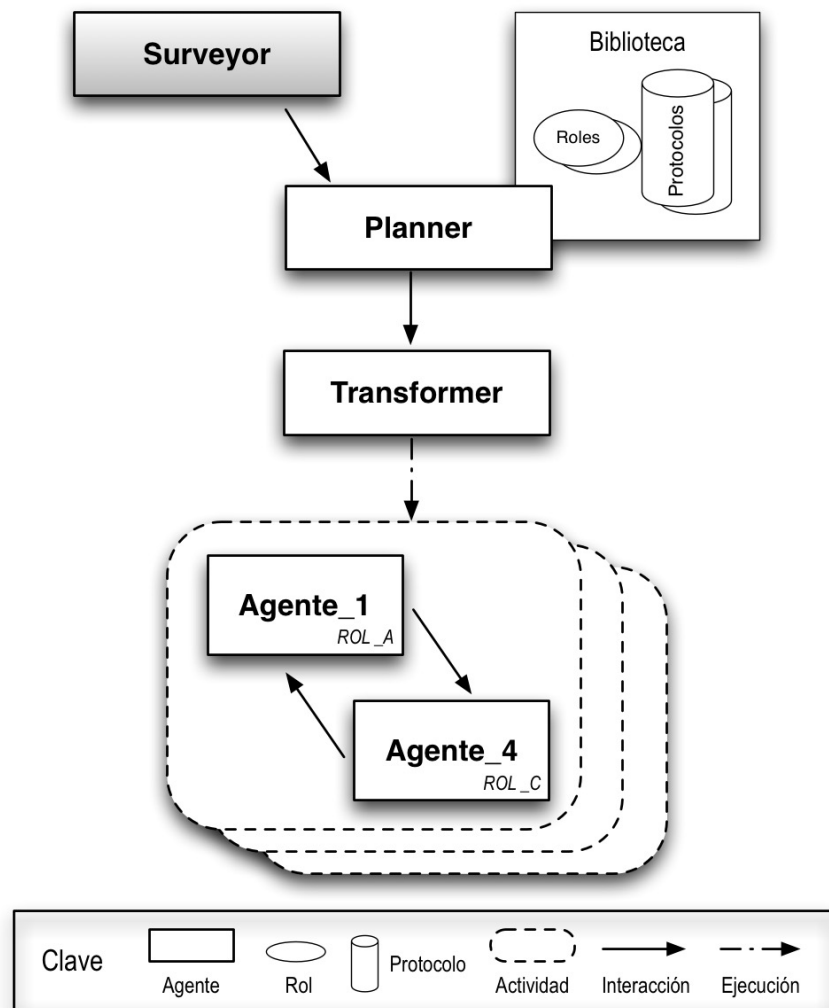 Surveyor
Biblioteca
Roles
Protocolos
Planner
Transformer
Agente_1
ROL_A
Agente_4
ROL_C
Clave
Agente
Rol
Protocolo
Actividad
Interacción
Ejecución